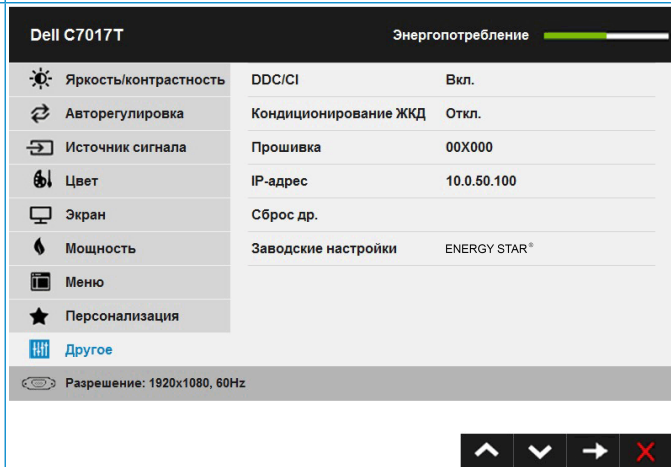 Dell C7017T Энергопотребление
Яркость/контрастность DDC/CI Вкл.
Авторегулировка Кондиционирование ЖКД Откл.
Источник сигнала Прошивка 00X000
Цвет IP-адрес 10.0.50.100
Экран Сброс др.
Мощность Заводские настройки ENERGY STAR®
Меню
Персонализация
Другое
Разрешение: 1920x1080, 60Hz